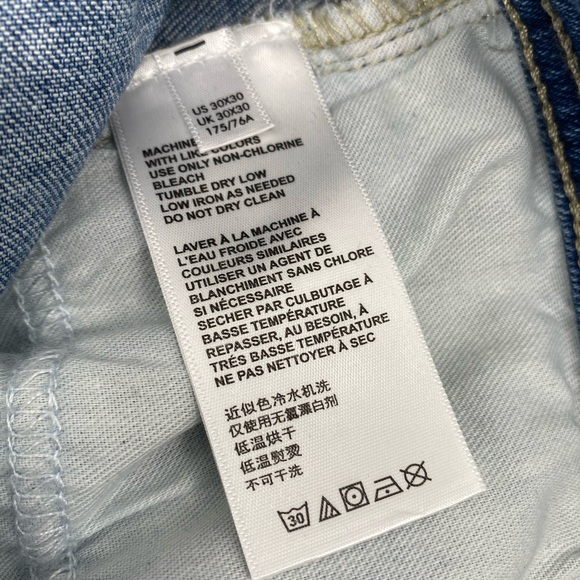 US 30X30
UK 30X30
175/76A
MACHINE
WITH LIKE COLORS
USE ONLY NON-CHLORINE
BLEACH
TUMBLE DRY LOW
LOW IRON AS NEEDED
DO NOT DRY CLEAN
LAVER À LA MACHINE À
L'EAU FROIDE AVEC
COULEURS SIMILAIRES
UTILISER UN AGENT DE
BLANCHIMENT SANS CHLORE
SI NÉCESSAIRE
SECHER PAR CULBUTAGE À
BASSE TEMPÉRATURE
REPASSER, AU BESOIN, À
TRÉS BASSE TEMPÉRATURE
NE PAS NETTOYER À SEC
近似色冷水机洗
仅使用无氯漂白剂
低温烘干
低温熨烫
不可干洗
30